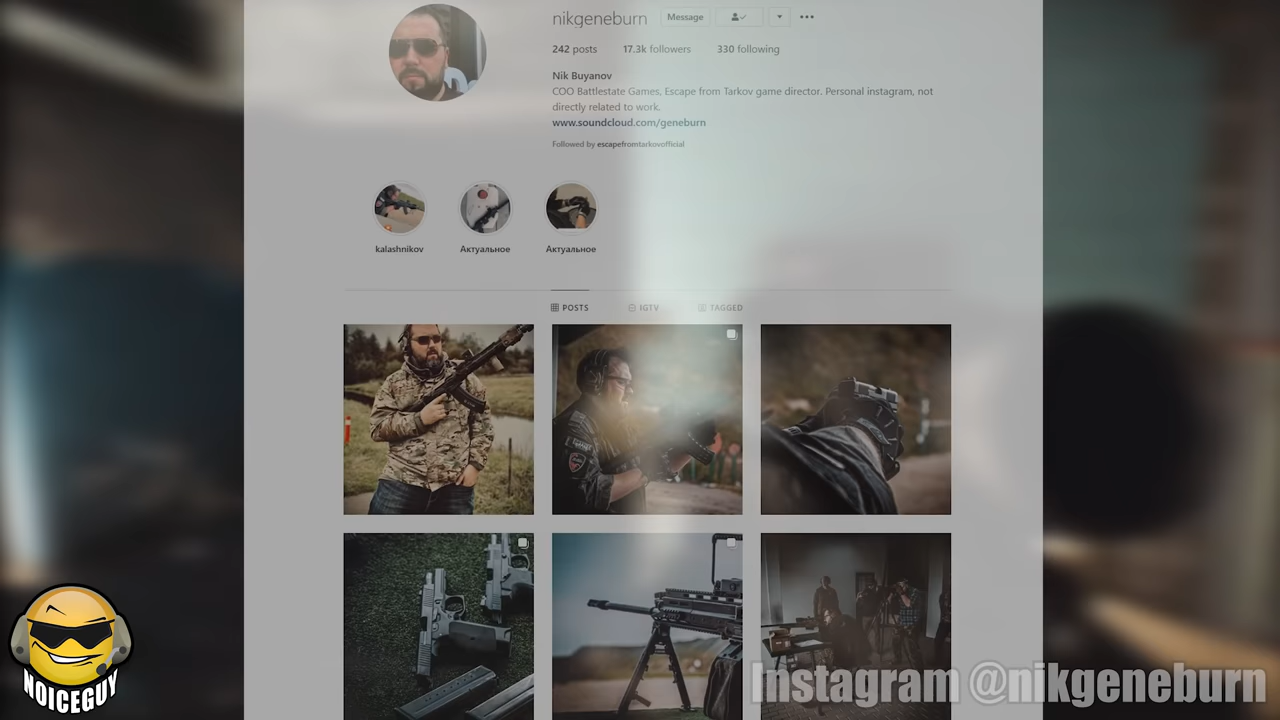 nikgeneburn Message
242 posts 17.3k followers 330 following
Nik Buyanov
COO Battlestate Games, Escape from Tarkov game director. Personal instagram, not
directly related to work.
www.soundcloud.com/geneburn
Followed by escapefromtarkovofficial
kalashnikov Актуальное Актуальное
POSTS IGTV TAGGED
Instagram @nikgeneburn
NOICEGUY